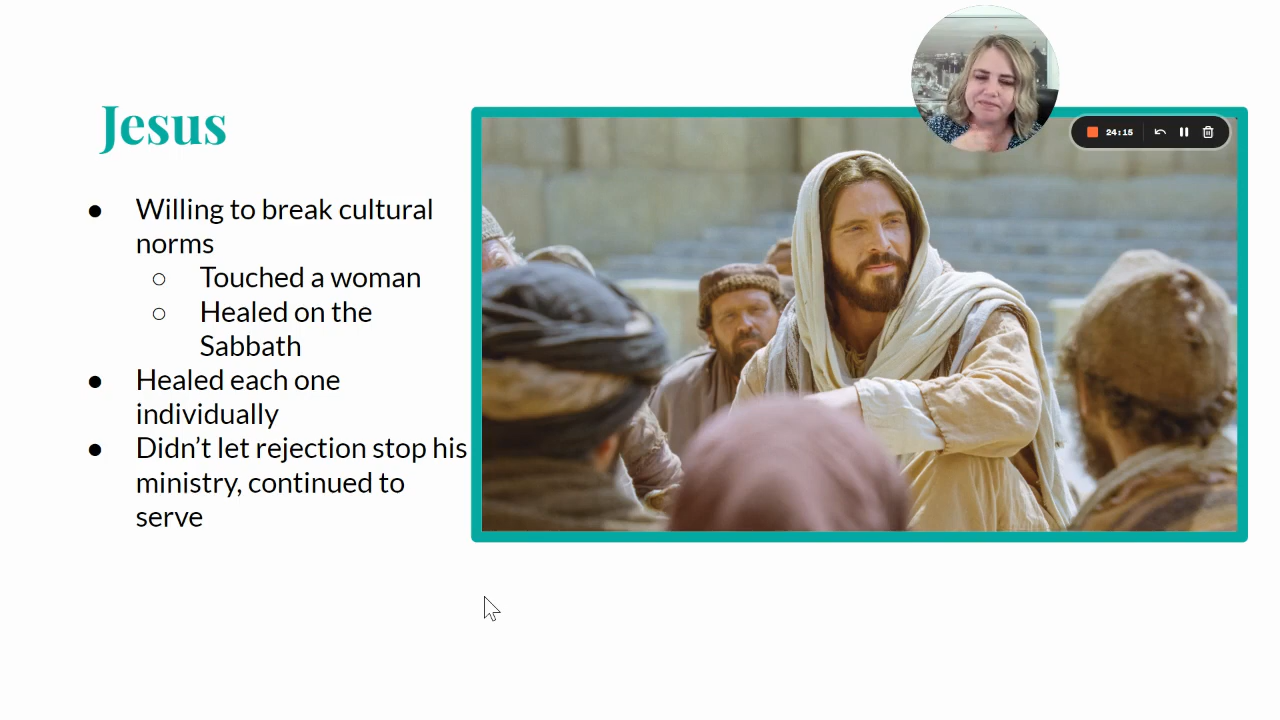 Jesus
● Willing to break cultural
norms
○ Touched a woman
○ Healed on the
Sabbath
● Healed each one
individually
● Didn’t let rejection stop his
ministry, continued to
serve
24:15